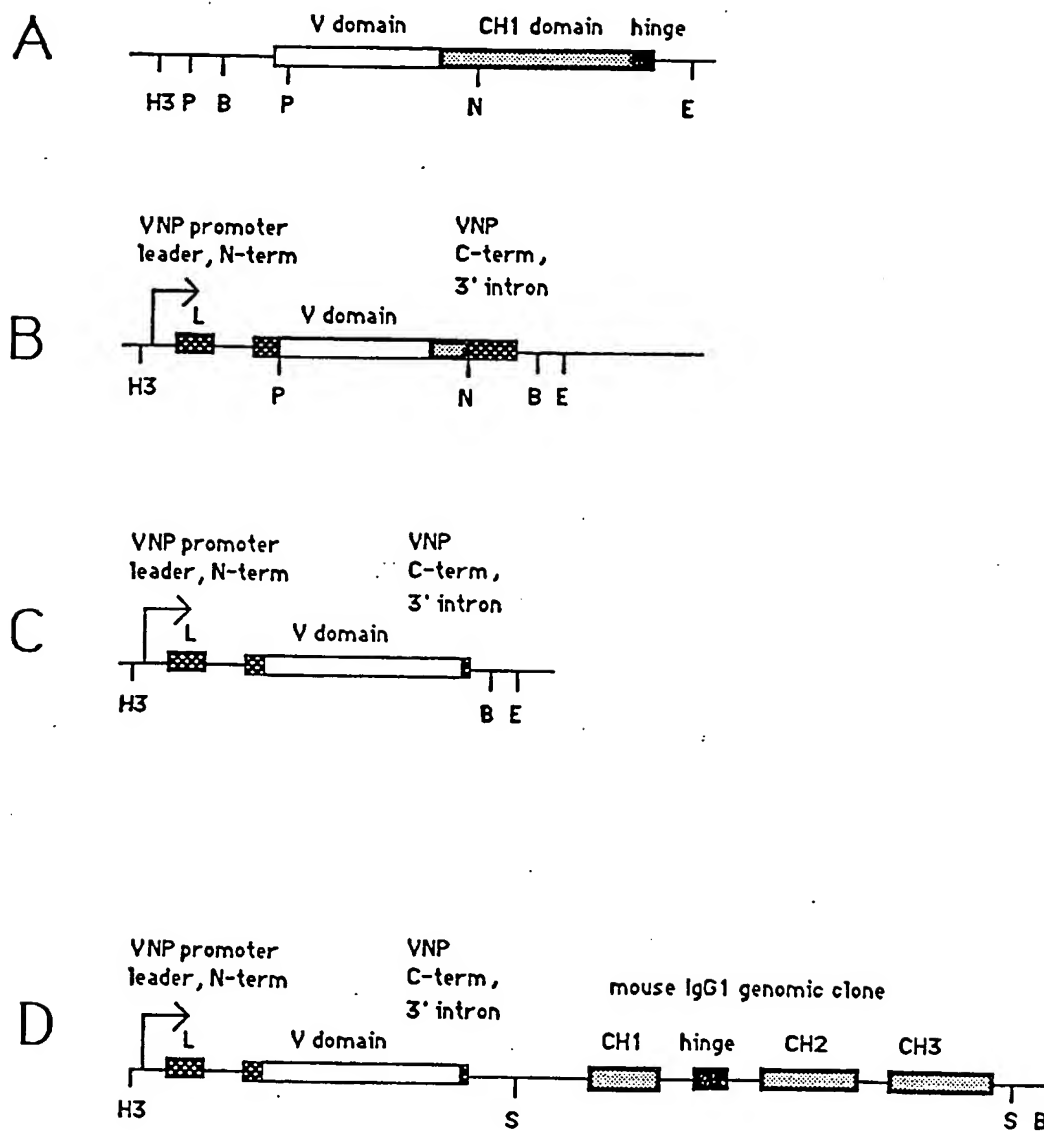 A
V domain CH1 domain hinge
H3 P B P N E
B
VNP promoter
leader, N-term
VNP
C-term,
3' intron
L V domain
H3 P N B E
C
VNP promoter
leader, N-term
VNP
C-term,
3' intron
L V domain
H3 B E
D
VNP promoter
leader, N-term
VNP
C-term,
3' intron
mouse IgG1 genomic clone
L V domain CH1 hinge CH2 CH3
H3 S S B